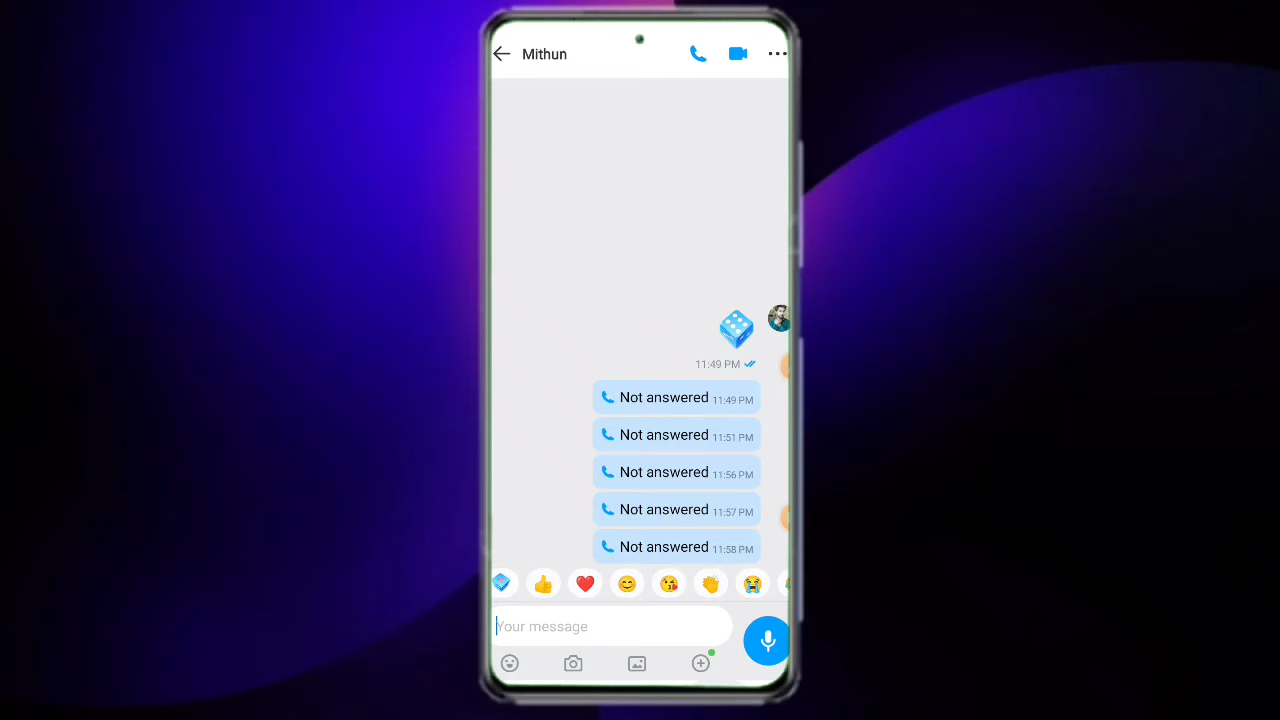 Mithun
11:49 PM
Not answered 11:49 PM
Not answered 11:51 PM
Not answered 11:56 PM
Not answered 11:57 PM
Not answered 11:58 PM
Your message